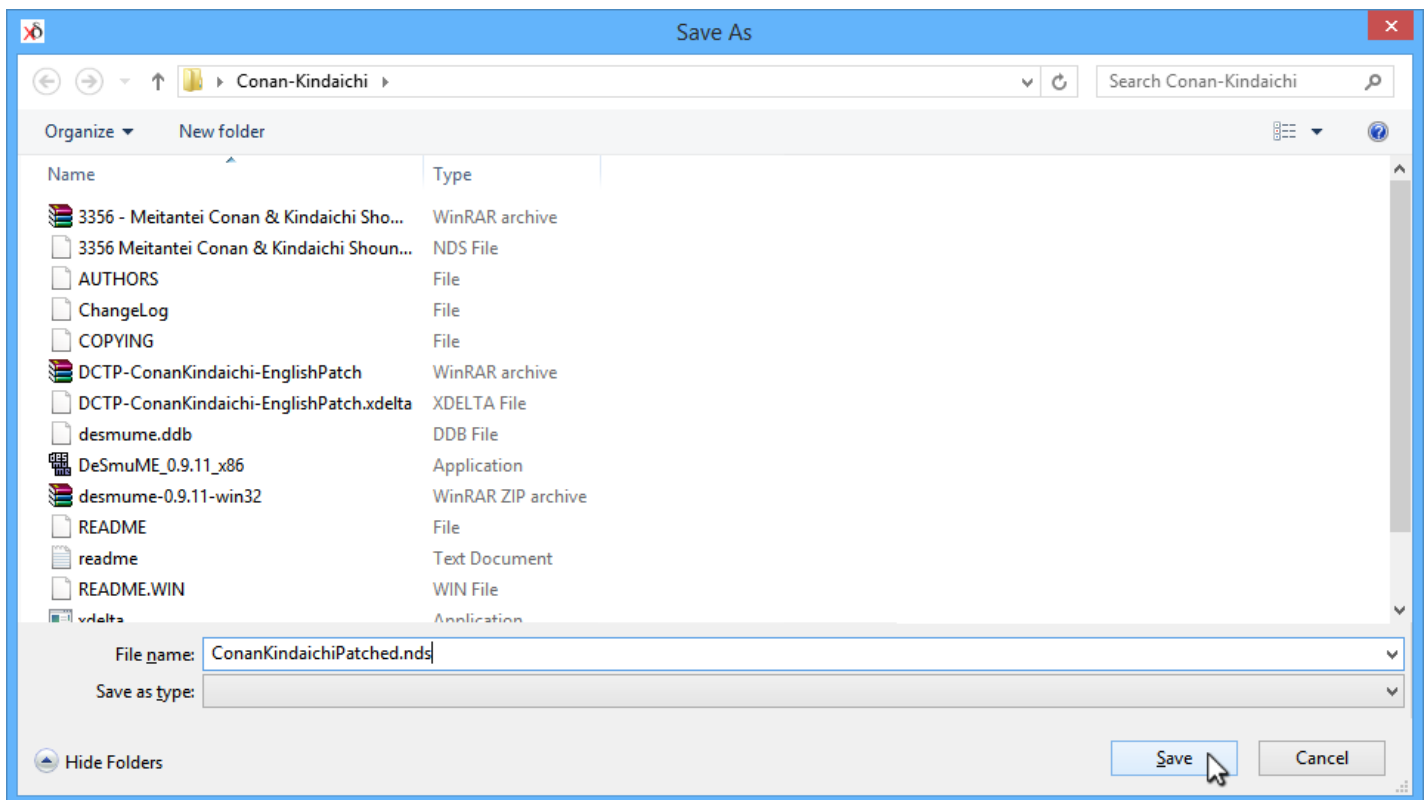 Save As
Conan-Kindaichi
Search Conan-Kindaichi
Organize New folder
Name Type
3356 - Meitantei Conan & Kindaichi Sho... WinRAR archive
3356 Meitantei Conan & Kindaichi Shoun... NDS File
AUTHORS File
ChangeLog File
COPYING File
DCTP-ConanKindaichi-EnglishPatch WinRAR archive
DCTP-ConanKindaichi-EnglishPatch.xdelta XDELTA File
desmume.ddb DDB File
DeSmuME_0.9.11_x86 Application
desmume-0.9.11-win32 WinRAR ZIP archive
README File
readme Text Document
README.WIN WIN File
xdelta Application
File name: ConanKindaichiPatched.nds
Save as type:
Hide Folders Save Cancel